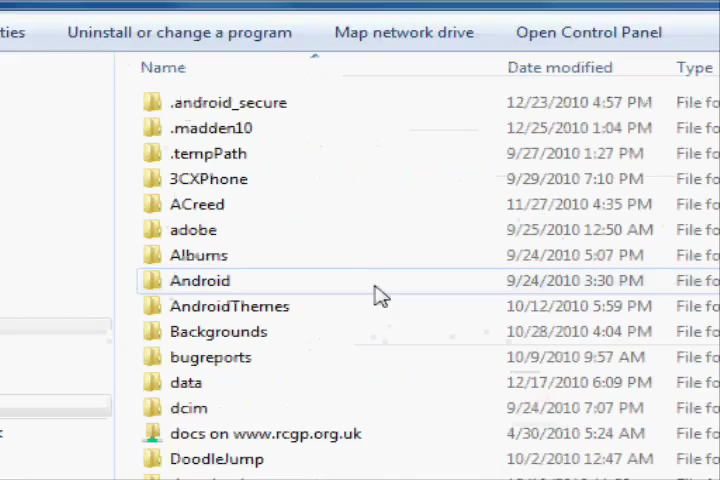 ties Uninstall or change a program Map network drive Open Control Panel
Name Date modified Type
.android_secure 12/23/2010 4:57 PM File fo
.madden10 12/25/2010 1:04 PM File fo
.tempPath 9/27/2010 1:27 PM File fo
3CXPhone 9/29/2010 7:10 PM File fo
ACreed 11/27/2010 4:35 PM File fo
adobe 9/25/2010 12:50 AM File fo
Albums 9/24/2010 5:07 PM File fo
Android 9/24/2010 3:30 PM File fo
AndroidThemes 10/12/2010 5:59 PM File fo
Backgrounds 10/28/2010 4:04 PM File fo
bugreports 10/9/2010 9:57 AM File fo
data 12/17/2010 6:09 PM File fo
dcim 9/24/2010 7:07 PM File fo
docs on www.rcgp.org.uk 4/30/2010 5:24 AM File fo
DoodleJump 10/2/2010 12:47 AM File fo